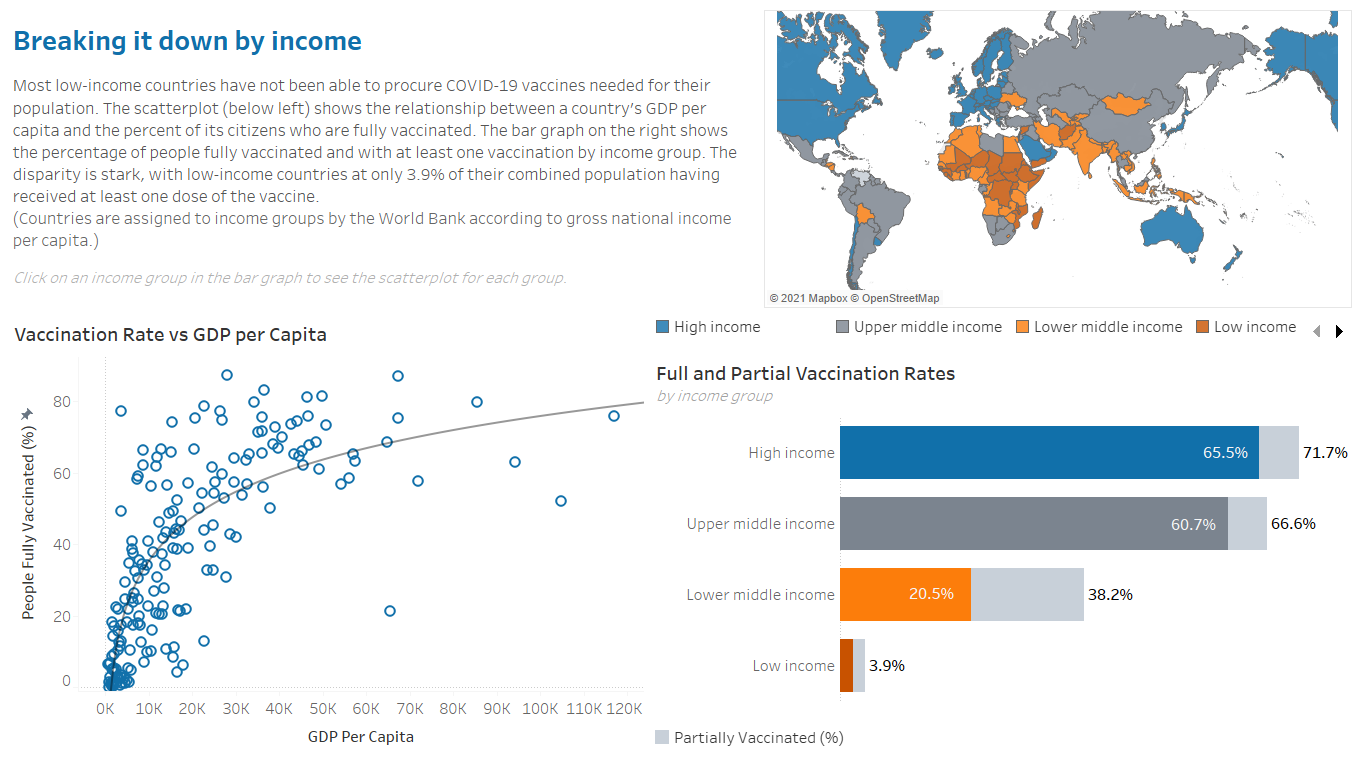 Breaking it down by income
Most low-income countries have not been able to procure COVID-19 vaccines needed for their
population. The scatterplot (below left) shows the relationship between a country's GDP per
capita and the percent of its citizens who are fully vaccinated. The bar graph on the right shows
the percentage of people fully vaccinated and with at least one vaccination by income group. The
disparity is stark, with low-income countries at only 3.9% of their combined population having
received at least one dose of the vaccine.
(Countries are assigned to income groups by the World Bank according to gross national income
per capita.)
Click on an income group in the bar graph to see the scatterplot for each group.
© 2021 Mapbox © OpenStreetMap
High income
Upper middle income
Lower middle income
Low income
Vaccination Rate vs GDP per Capita
People Fully Vaccinated (%)
80
60
40
20
0
0K 10K 20K 30K 40K 50K 60K 70K 80K 90K 100K 110K 120K
GDP Per Capita
Full and Partial Vaccination Rates
by income group
High income 65.5% 71.7%
Upper middle income 60.7% 66.6%
Lower middle income 20.5% 38.2%
Low income 3.9%
Partially Vaccinated (%)